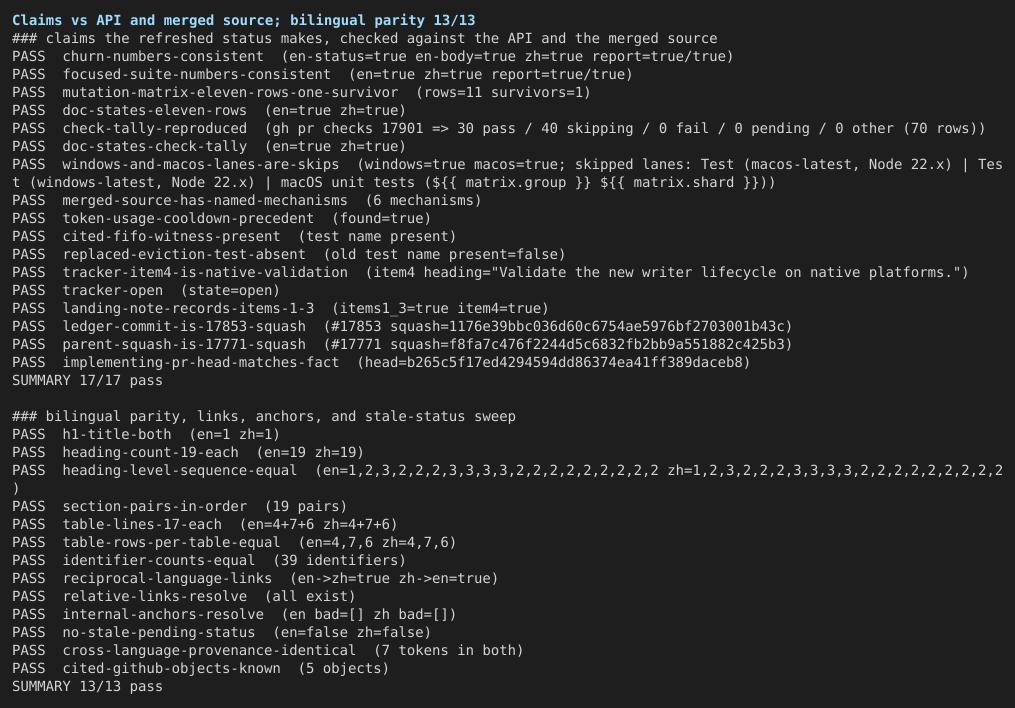 Claims vs API and merged source; bilingual parity 13/13
### claims the refreshed status makes, checked against the API and the merged source
PASS  churn-numbers-consistent  (en-status=true en-body=true zh=true report=true/true)
PASS  focused-suite-numbers-consistent  (en=true zh=true report=true/true)
PASS  mutation-matrix-eleven-rows-one-survivor  (rows=11 survivors=1)
PASS  doc-states-eleven-rows  (en=true zh=true)
PASS  check-tally-reproduced  (gh pr checks 17901 => 30 pass / 40 skipping / 0 fail / 0 pending / 0 other (70 rows))
PASS  doc-states-check-tally  (en=true zh=true)
PASS  windows-and-macos-lanes-are-skips  (windows=true macos=true; skipped lanes: Test (macos-latest, Node 22.x) | Tes
t (windows-latest, Node 22.x) | macOS unit tests (${{ matrix.group }} ${{ matrix.shard }}))
PASS  merged-source-has-named-mechanisms  (6 mechanisms)
PASS  token-usage-cooldown-precedent  (found=true)
PASS  cited-fifo-witness-present  (test name present)
PASS  replaced-eviction-test-absent  (old test name present=false)
PASS  tracker-item4-is-native-validation  (item4 heading="Validate the new writer lifecycle on native platforms.")
PASS  tracker-open  (state=open)
PASS  landing-note-records-items-1-3  (items1_3=true item4=true)
PASS  ledger-commit-is-17853-squash  (#17853 squash=1176e39bbc036d60c6754ae5976bf2703001b43c)
PASS  parent-squash-is-17771-squash  (#17771 squash=f8fa7c476f2244d5c6832fb2bb9a551882c425b3)
PASS  implementing-pr-head-matches-fact  (head=b265c5f17ed4294594dd86374ea41ff389daceb8)
SUMMARY 17/17 pass
### bilingual parity, links, anchors, and stale-status sweep
PASS  h1-title-both  (en=1 zh=1)
PASS  heading-count-19-each  (en=19 zh=19)
PASS  heading-level-sequence-equal  (en=1,2,3,2,2,2,3,3,3,3,2,2,2,2,2,2,2,2,2 zh=1,2,3,2,2,2,3,3,3,3,2,2,2,2,2,2,2,2,2
)
PASS  section-pairs-in-order  (19 pairs)
PASS  table-lines-17-each  (en=4+7+6 zh=4+7+6)
PASS  table-rows-per-table-equal  (en=4,7,6 zh=4,7,6)
PASS  identifier-counts-equal  (39 identifiers)
PASS  reciprocal-language-links  (en->zh=true zh->en=true)
PASS  relative-links-resolve  (all exist)
PASS  internal-anchors-resolve  (en bad=[] zh bad=[])
PASS  no-stale-pending-status  (en=false zh=false)
PASS  cross-language-provenance-identical  (7 tokens in both)
PASS  cited-github-objects-known  (5 objects)
SUMMARY 13/13 pass